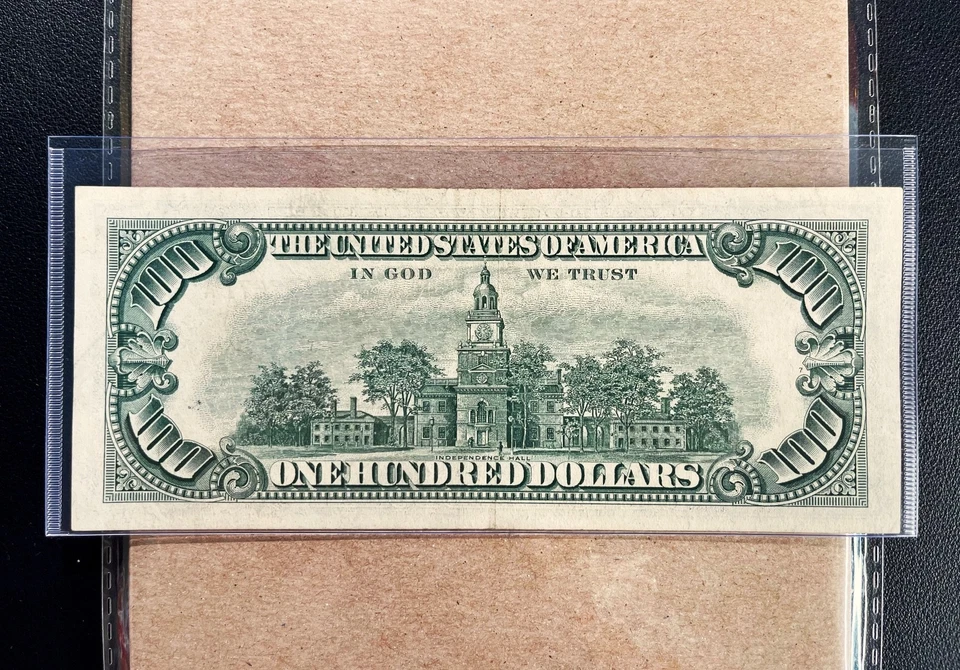 THE UNITED STATES OF AMERICA
IN GOD WE TRUST
100 100
INDEPENDENCE HALL
100 100
ONE HUNDRED DOLLARS